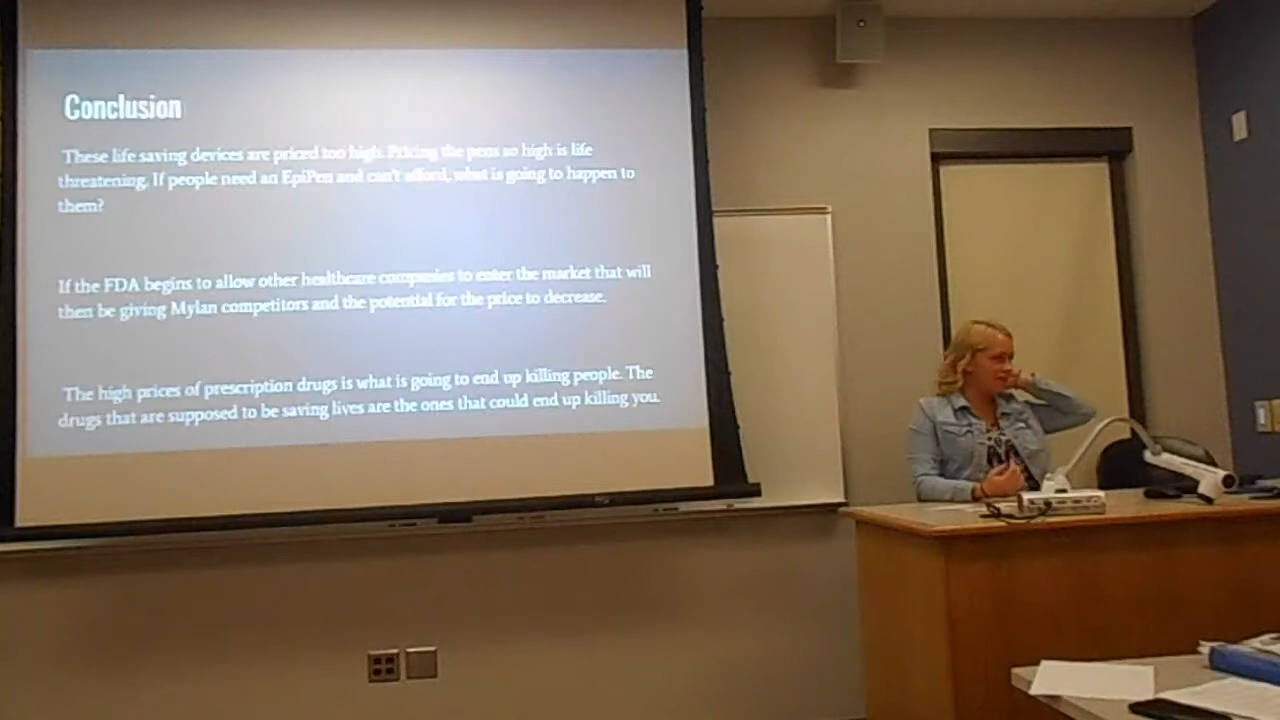 Conclusion
These life saving devices are priced too high. Pricing the pens so high is life
threatening. If people need an EpiPen and can't afford, what is going to happen to
them?
If the FDA begins to allow other healthcare companies to enter the market that will
then be giving Mylan competitors and the potential for the price to decrease.
The high prices of prescription drugs is what is going to end up killing people. The
drugs that are supposed to be saving lives are the ones that could end up killing you.